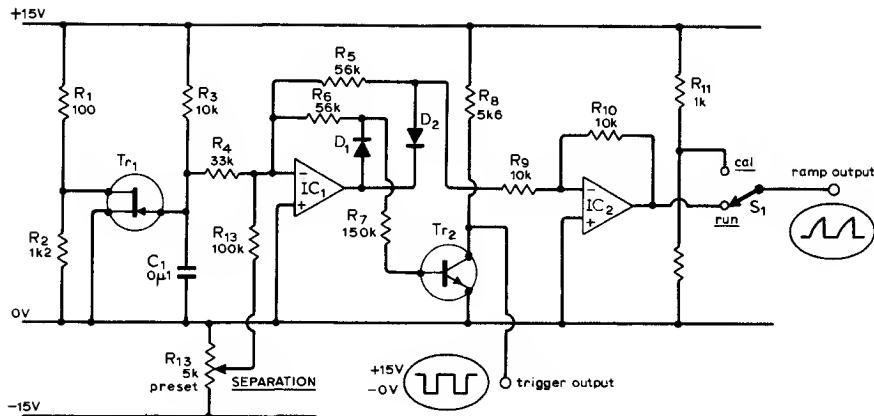 +15V
R1
100
R3
10k
R5
56k
R6
56k
R8
5k6
R11
1k
Tr1
R4
33k
D1
D2
R10
10k
cal
IC1
−
+
R9
10k
IC2
−
+
run
S1
ramp output
R2
1k2
C1
0µ1
R13
100k
R7
150k
Tr2
0V
R13
5k
preset
SEPARATION
+15V
-0V
trigger output
-15V